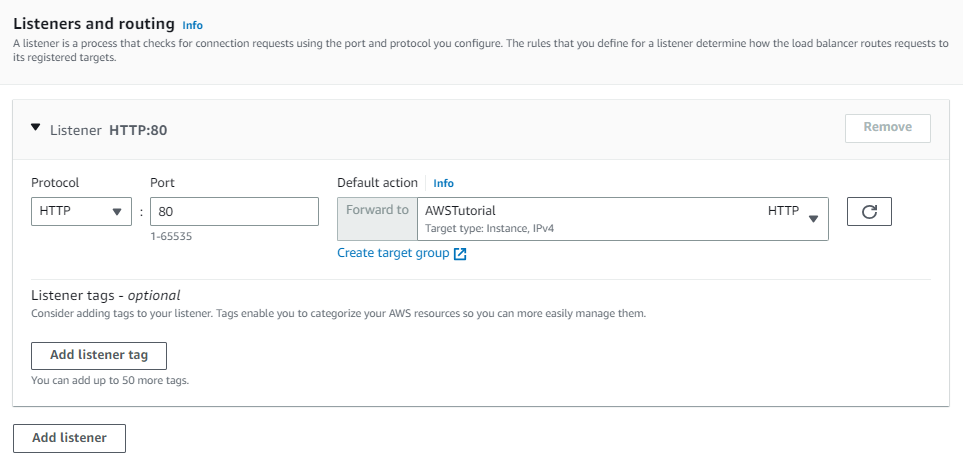 Listeners and routing Info
A listener is a process that checks for connection requests using the port and protocol you configure. The rules that you define for a listener determine how the load balancer routes requests to
its registered targets.
Listener HTTP:80
Remove
Protocol
Port
Default action
Info
HTTP
:
80
Forward to
AWSTutorial
HTTP
Target type: Instance, IPv4
1-65535
Create target group
Listener tags - optional
Consider adding tags to your listener. Tags enable you to categorize your AWS resources so you can more easily manage them.
Add listener tag
You can add up to 50 more tags.
Add listener